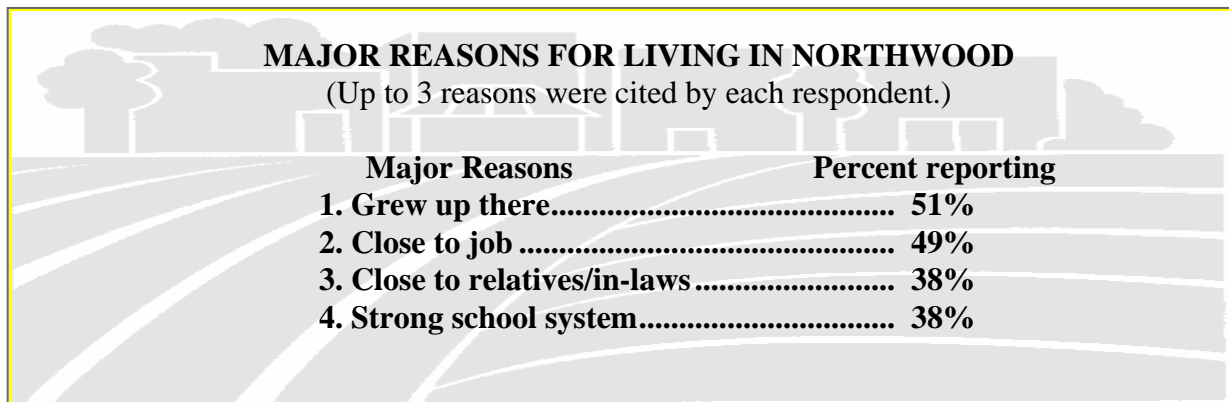 MAJOR REASONS FOR LIVING IN NORTHWOOD
(Up to 3 reasons were cited by each respondent.)
Major Reasons Percent reporting
1. Grew up there........................................... 51%
2. Close to job ............................................... 49%
3. Close to relatives/in-laws......................... 38%
4. Strong school system................................ 38%